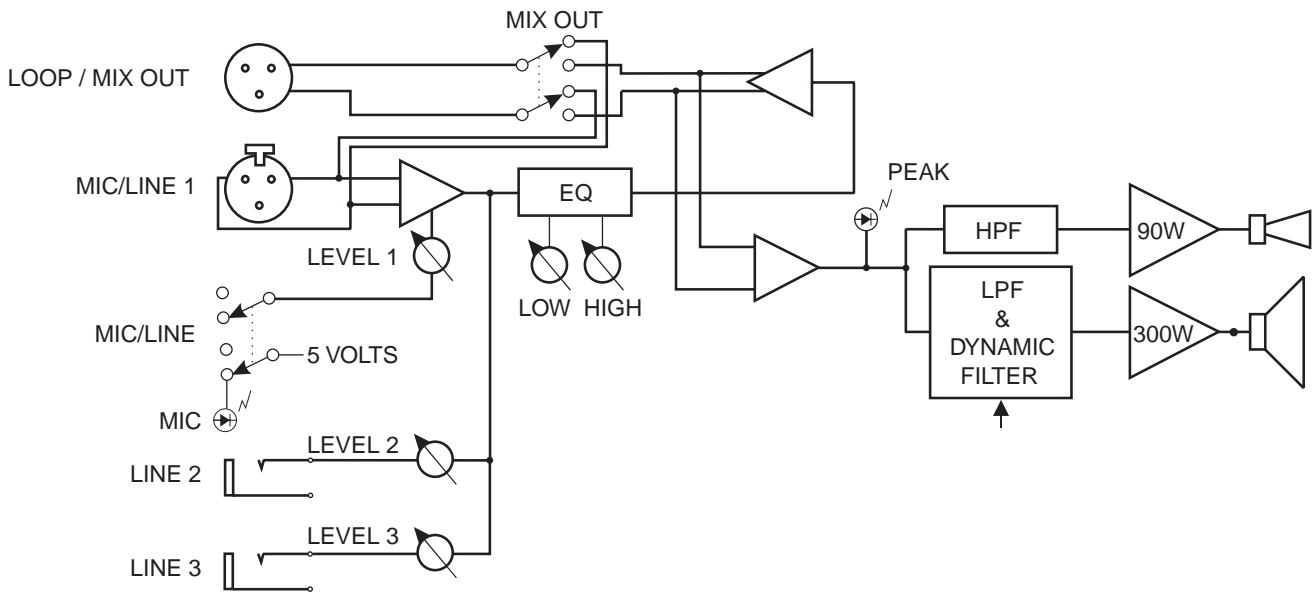 MIX OUT
LOOP / MIX OUT
MIC/LINE 1
EQ
PEAK
LEVEL 1
LOW
HIGH
HPF
90W
LPF
&
DYNAMIC
FILTER
300W
MIC/LINE
5 VOLTS
MIC
LEVEL 2
LINE 2
LEVEL 3
LINE 3